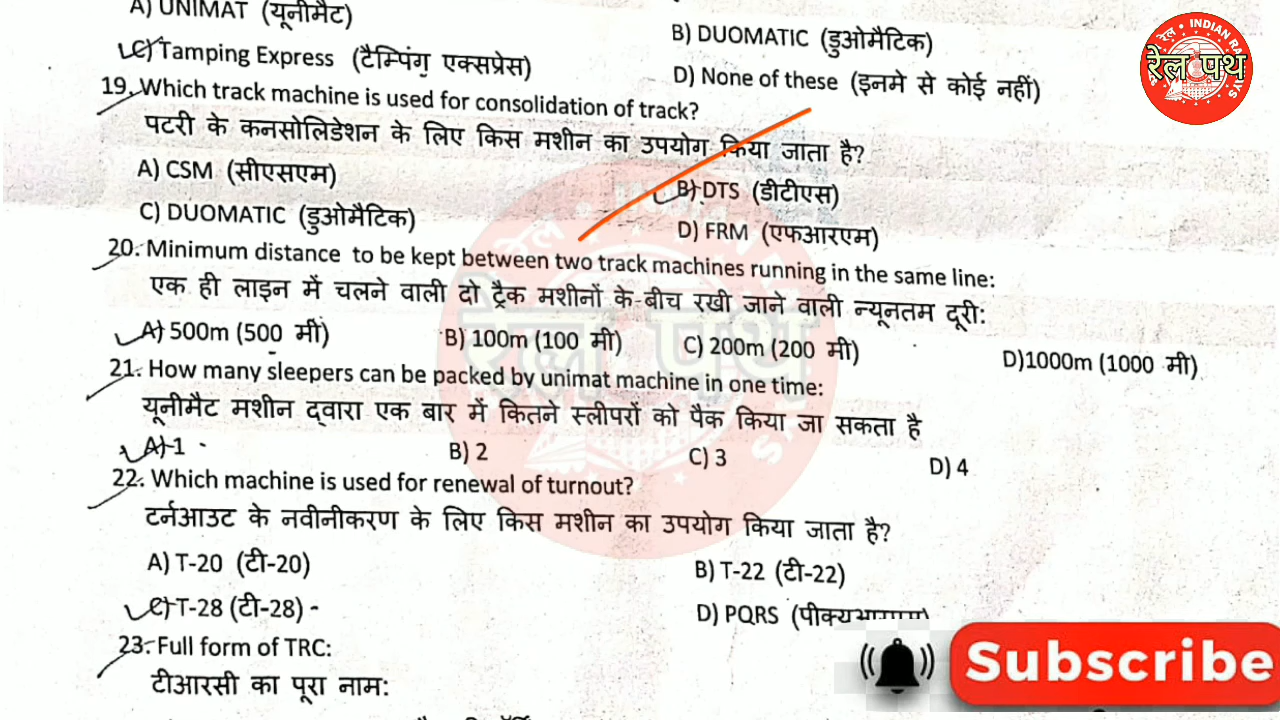 A) UNIMAT (यूनीमैट)
B) DUOMATIC (डुओमैटिक)
C) Tamping Express (टैम्पिंग एक्सप्रेस)
D) None of these (इनमे से कोई नहीं)
19. Which track machine is used for consolidation of track?
पटरी के कनसोलिडेशन के लिए किस मशीन का उपयोग किया जाता है?
A) CSM (सीएसएम)
B) DTS (डीटीएस)
C) DUOMATIC (डुओमैटिक)
D) FRM (एफआरएम)
20. Minimum distance to be kept between two track machines running in the same line:
एक ही लाइन में चलने वाली दो ट्रैक मशीनों के बीच रखी जाने वाली न्यूनतम दूरी:
A) 500m (500 मी)
B) 100m (100 मी)
C) 200m (200 मी)
D)1000m (1000 मी)
21. How many sleepers can be packed by unimat machine in one time:
यूनीमैट मशीन द्वारा एक बार में कितने स्लीपरों को पैक किया जा सकता है
A) 1
B) 2
C) 3
D) 4
22. Which machine is used for renewal of turnout?
टर्नआउट के नवीनीकरण के लिए किस मशीन का उपयोग किया जाता है?
A) T-20 (टी-20)
B) T-22 (टी-22)
C) T-28 (टी-28)
D) PQRS
23. Full form of TRC:
टीआरसी का पूरा नाम:
रेल • INDIAN RAILWAYS
रेल पथ
रेल पथ
Subscribe